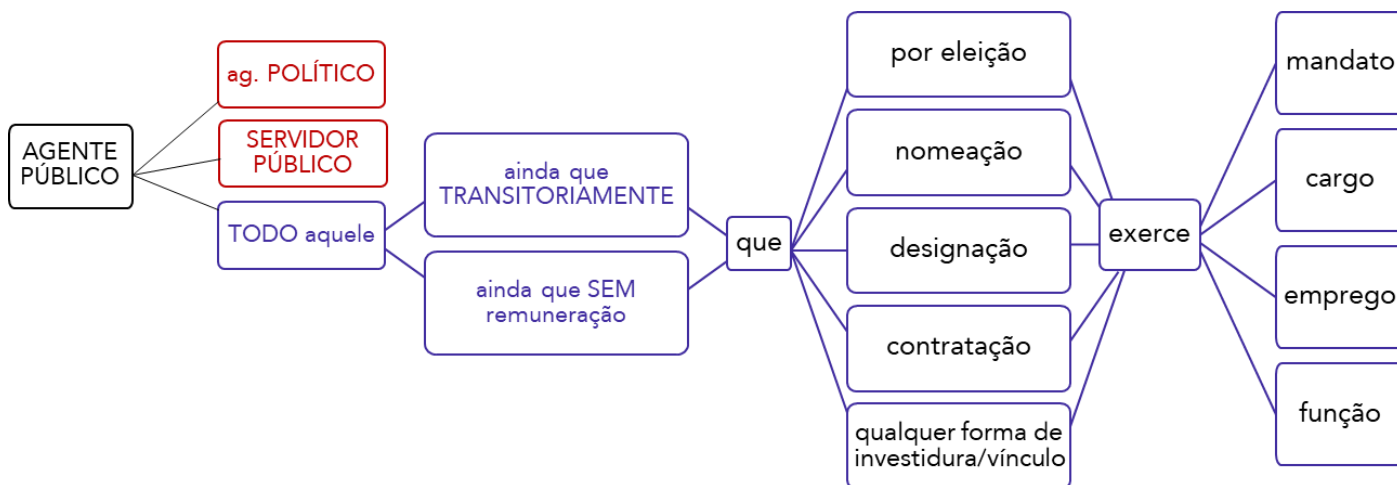 AGENTE
PÚBLICO
ag. POLÍTICO
SERVIDOR
PÚBLICO
TODO aquele
ainda que
TRANSITORIAMENTE
ainda que SEM
remuneração
que
por eleição
nomeação
designação
contratação
qualquer forma de
investidura/vínculo
exerce
mandato
cargo
emprego
função